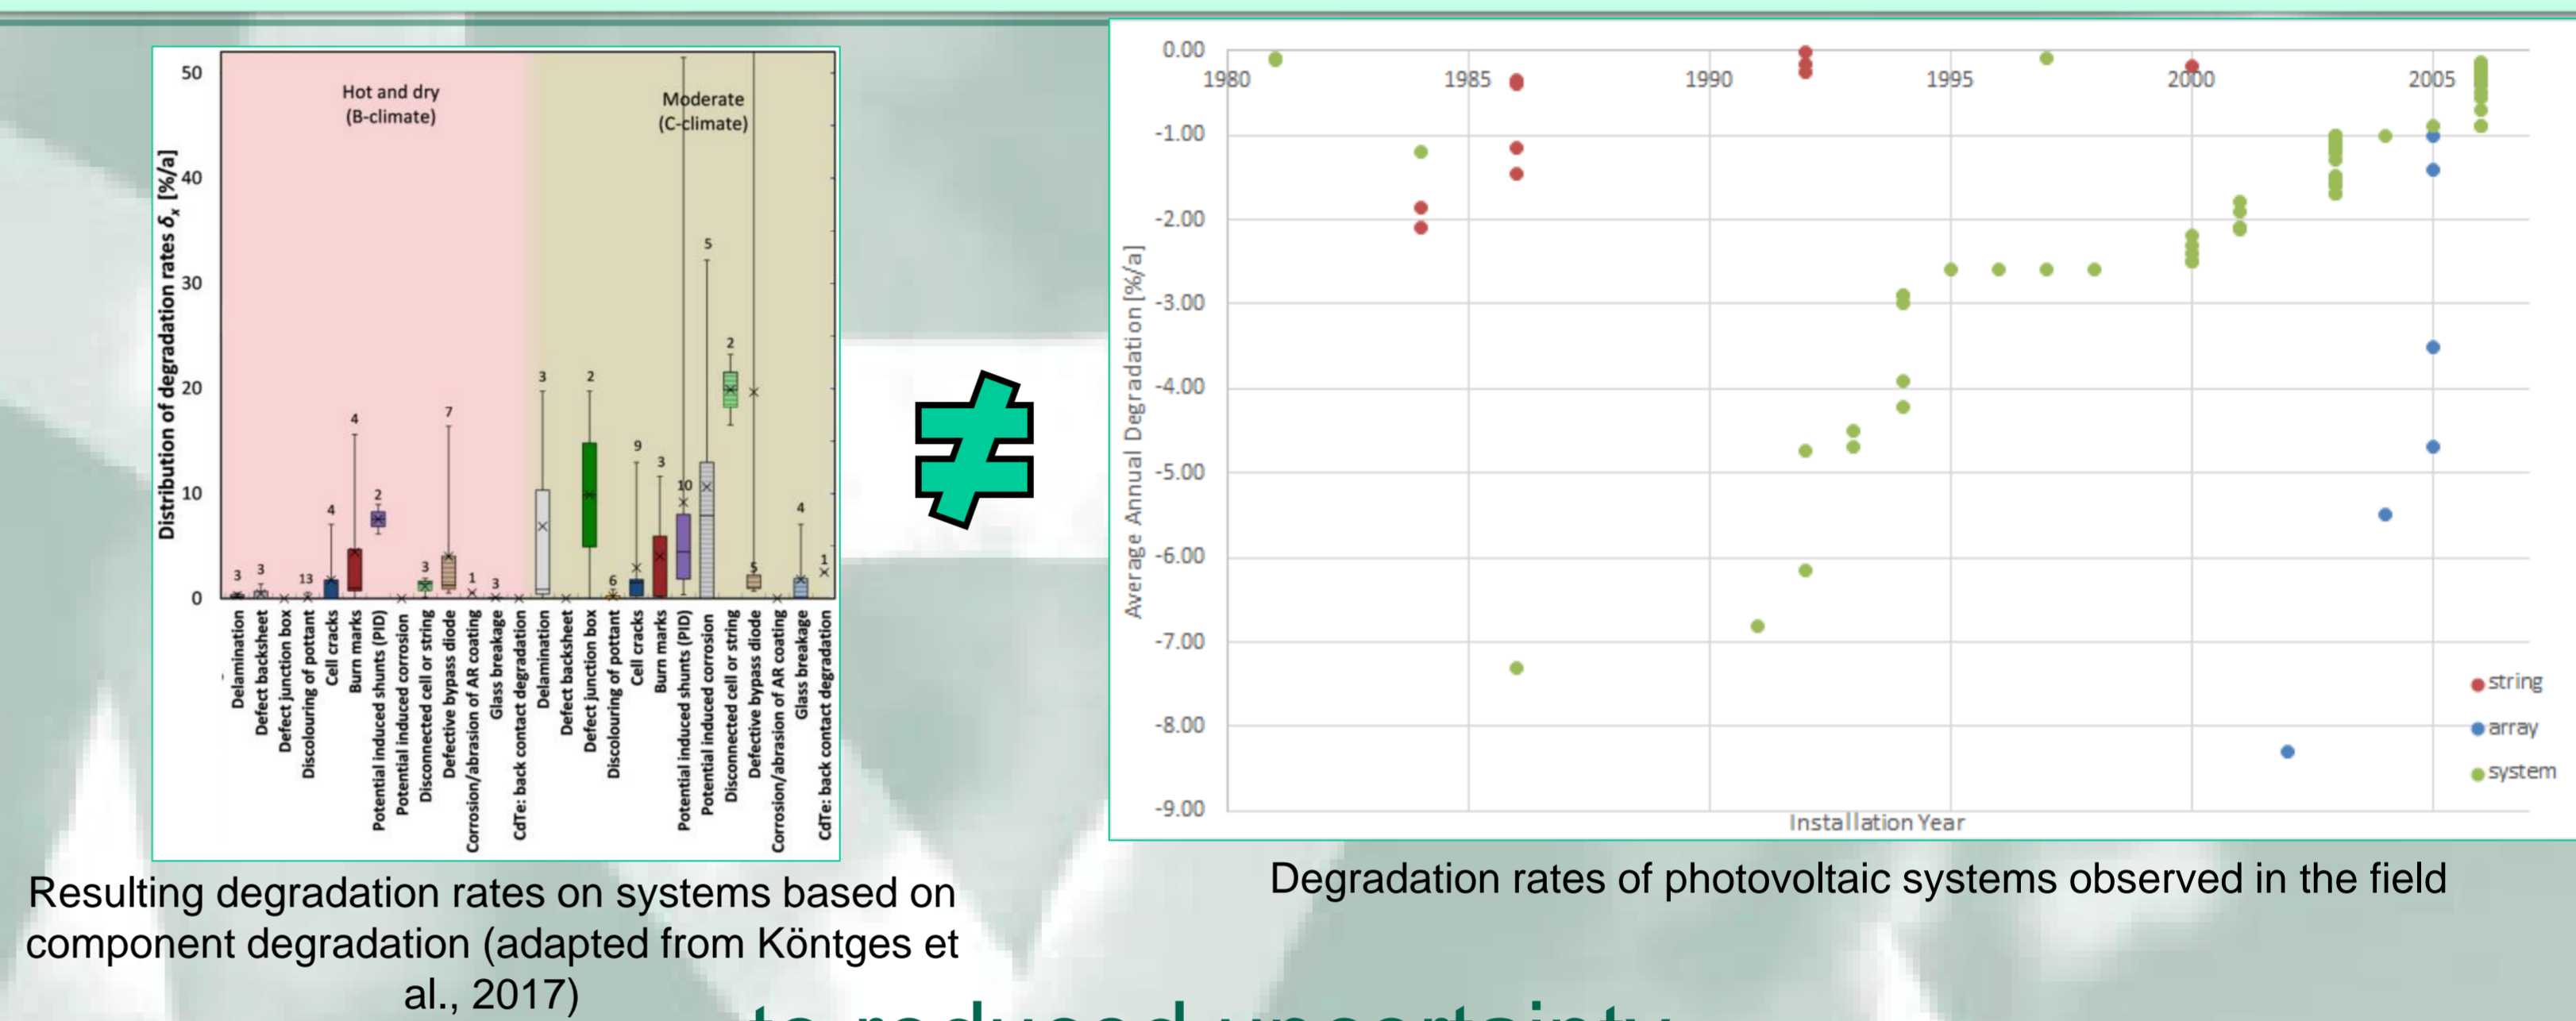 50
40
30
20
10
0
Distribution of degradation rates δx [%/a]
Hot and dry
(B-climate)
Moderate
(C-climate)
3
3
13
4
4
2
3
7
1
3
3
2
6
9
3
10
5
2
5
4
1
Delamination
Defect backsheet
Defect junction box
Discolouring of pottant
Cell cracks
Burn marks
Potential induced shunts (PID)
Potential induced corrosion
Disconnected cell or string
Defective bypass diode
Corrosion/abrasion of AR coating
Glass breakage
CdTe: back contact degradation
Delamination
Defect backsheet
Defect junction box
Discolouring of pottant
Cell cracks
Burn marks
Potential induced shunts (PID)
Potential induced corrosion
Disconnected cell or string
Defective bypass diode
Corrosion/abrasion of AR coating
Glass breakage
CdTe: back contact degradation
Resulting degradation rates on systems based on
component degradation (adapted from Köntges et
al., 2017)
≠
0.00
-1.00
-2.00
-3.00
-4.00
-5.00
-6.00
-7.00
-8.00
-9.00
1980
1985
1990
1995
2000
2005
Average Annual Degradation [%/a]
Installation Year
string
array
system
Degradation rates of photovoltaic systems observed in the field
to reduced uncertainty